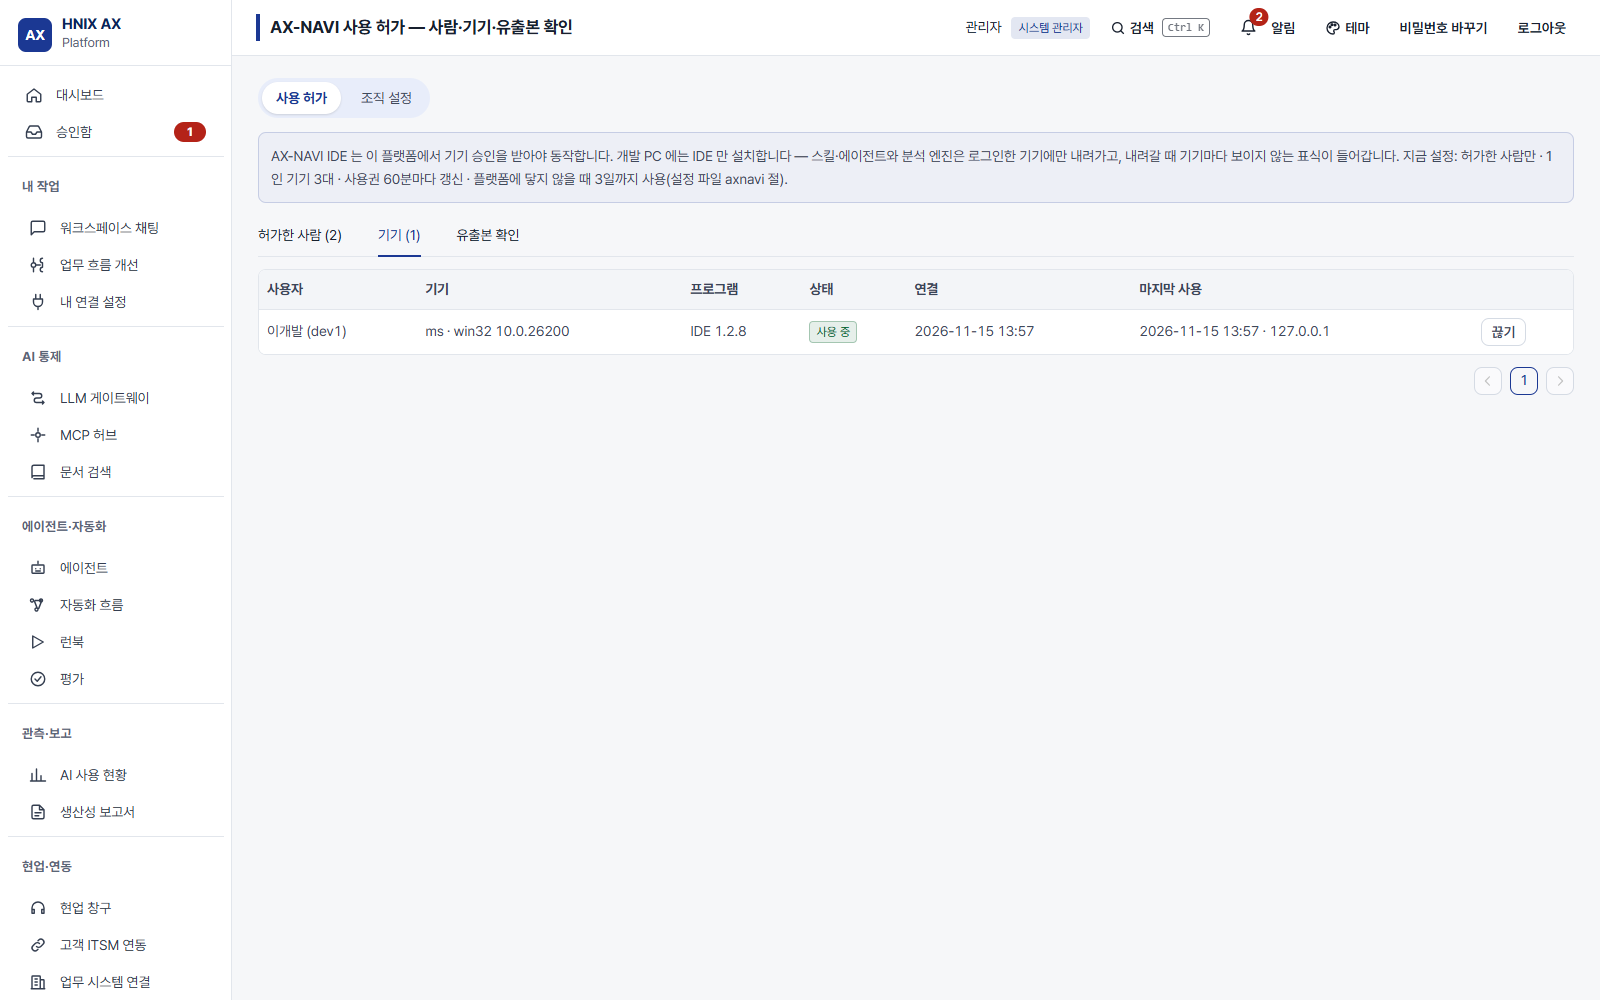 AX
HNIX AX
Platform
대시보드
승인함
1
내 작업
워크스페이스 채팅
업무 흐름 개선
내 연결 설정
AI 통제
LLM 게이트웨이
MCP 허브
문서 검색
에이전트·자동화
에이전트
자동화 흐름
런북
평가
관측·보고
AI 사용 현황
생산성 보고서
현업·연동
현업 창구
고객 ITSM 연동
업무 시스템 연결
AX-NAVI 사용 허가 — 사람·기기·유출본 확인
관리자
시스템 관리자
검색
Ctrl K
2
알림
테마
비밀번호 바꾸기
로그아웃
사용 허가
조직 설정
AX-NAVI IDE 는 이 플랫폼에서 기기 승인을 받아야 동작합니다. 개발 PC 에는 IDE 만 설치합니다 — 스킬·에이전트와 분석 엔진은 로그인한 기기에만 내려가고, 내려갈 때 기기마다 보이지 않는 표식이 들어갑니다. 지금 설정: 허가한 사람만 · 1
인 기기 3대 · 사용권 60분마다 갱신 · 플랫폼에 닿지 않을 때 3일까지 사용(설정 파일 axnavi 절).
허가한 사람 (2)
기기 (1)
유출본 확인
사용자 기기 프로그램 상태 연결 마지막 사용
이개발 (dev1) ms · win32 10.0.26200 IDE 1.2.8 사용 중 2026-11-15 13:57 2026-11-15 13:57 · 127.0.0.1 끊기
1